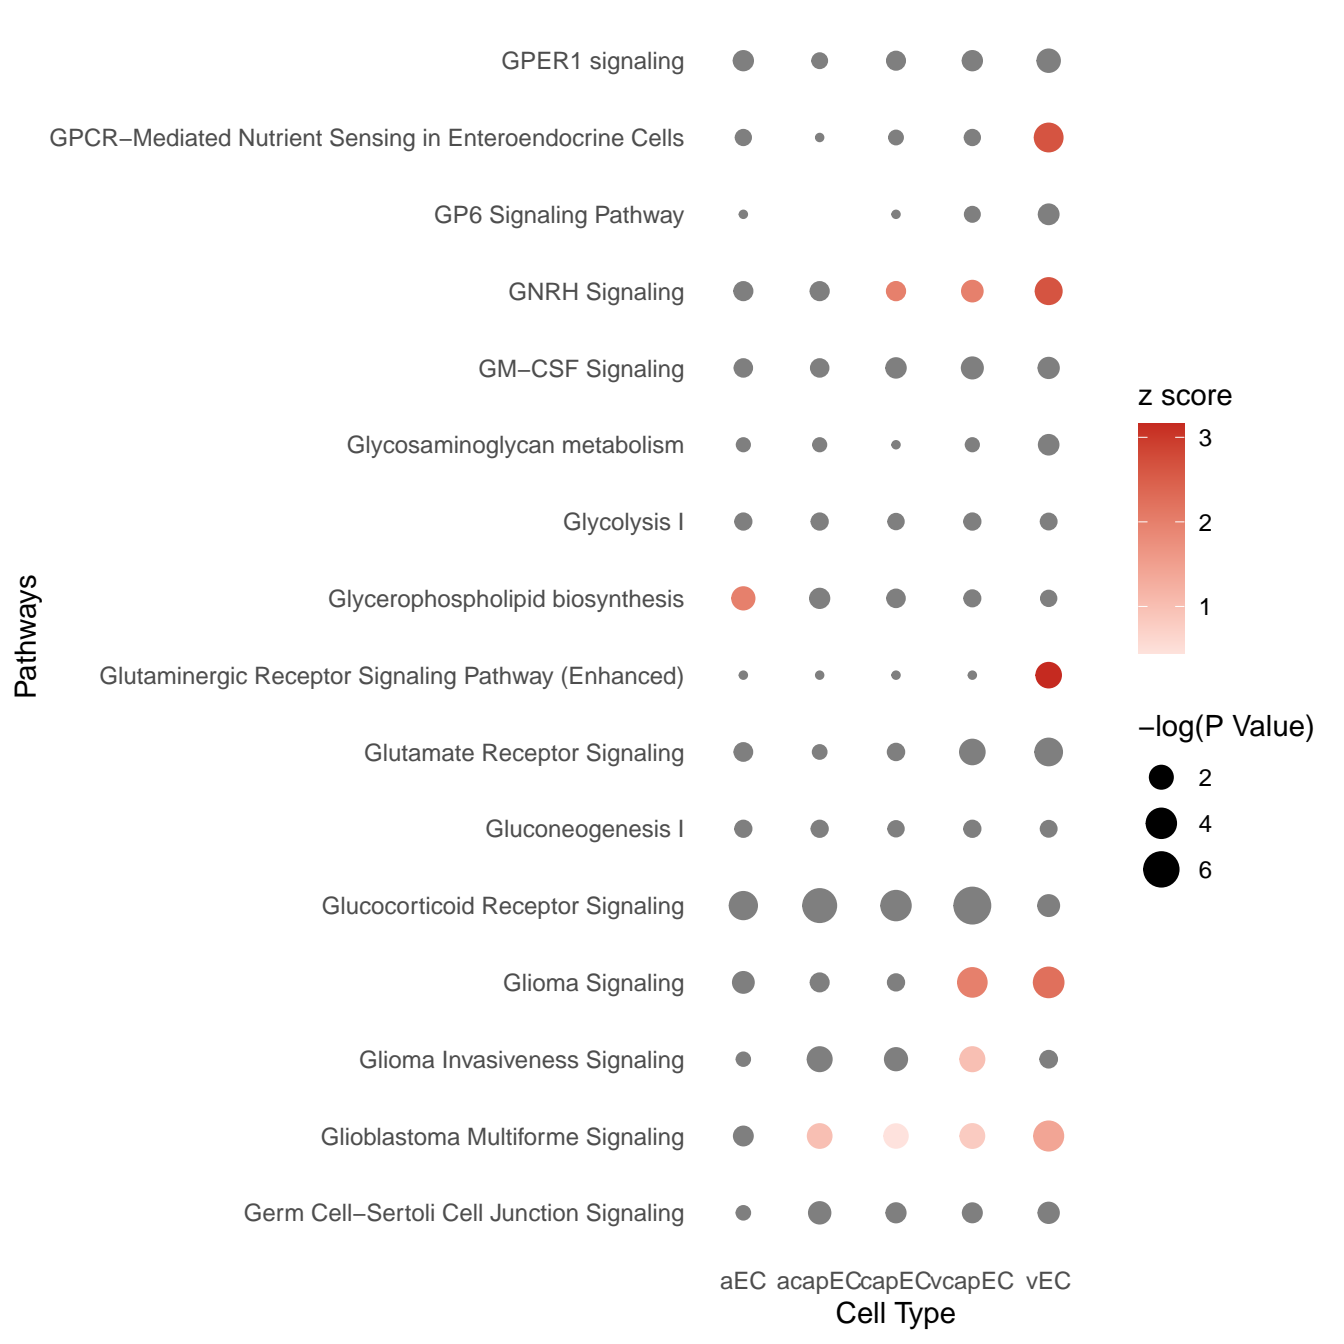 GPER1 signaling
GPCR−Mediated Nutrient Sensing in Enteroendocrine Cells
GP6 Signaling Pathway
GNRH Signaling
GM−CSF Signaling
Glycosaminoglycan metabolism
Glycolysis I
Glycerophospholipid biosynthesis
Glutaminergic Receptor Signaling Pathway (Enhanced)
Glutamate Receptor Signaling
Gluconeogenesis I
Glucocorticoid Receptor Signaling
Glioma Signaling
Glioma Invasiveness Signaling
Glioblastoma Multiforme Signaling
Germ Cell−Sertoli Cell Junction Signaling
Pathways
aEC acapEC capEC vcapEC vEC
Cell Type
z score
3
2
1
−log(P Value)
2
4
6